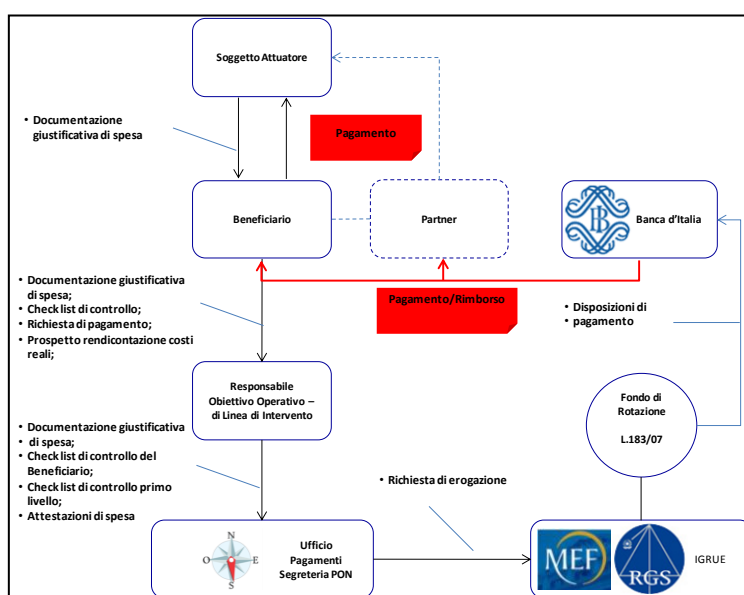 Soggetto Attuatore
• Documentazione
giustificativa di spesa
Pagamento
Beneficiario
Partner
Banca d'Italia
• Documentazione giustificativa
di spesa;
• Check list di controllo;
• Richiesta di pagamento;
• Prospetto rendicontazione costi
reali;
Pagamento/Rimborso
• Disposizioni di
• pagamento
Responsabile
Obiettivo Operativo –
di Linea di Intervento
Fondo di
Rotazione
L.183/07
• Documentazione giustificativa
• di spesa;
• Check list di controllo del
Beneficiario;
• Check list di controllo primo
livello;
• Attestazioni di spesa
• Richiesta di erogazione
N
O E
S
Ufficio
Pagamenti
Segreteria PON
MEF
RGS
IGRUE